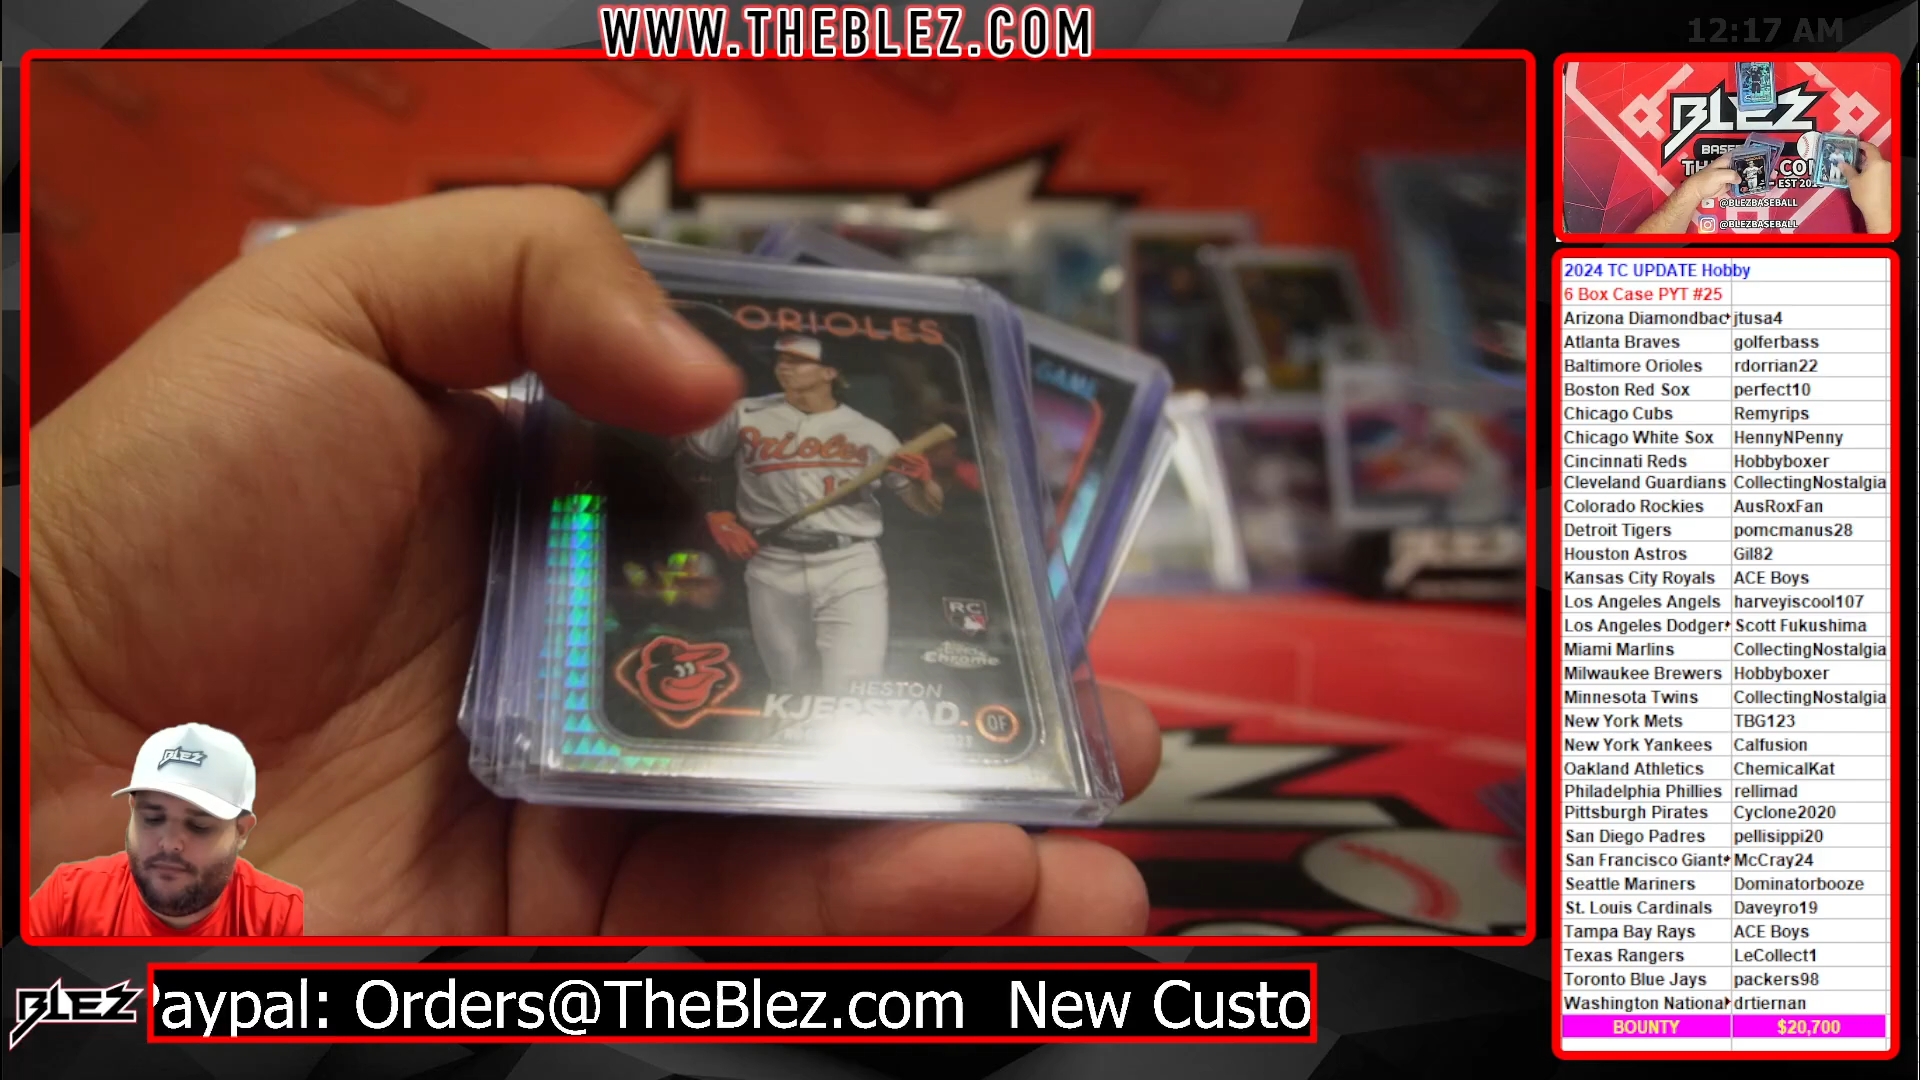 WWW.THEBLEZ.COM
12:17 AM
ORIOLES
GAME
Orioles
RC
Chrome
HESTON
KJERSTAD
OF
BLEZ
BLEZ
@BLEZBASEBALL
@BLEZBASEBALL
2024 TC UPDATE Hobby
6 Box Case PYT #25
Arizona Diamondbac jtusa4
Atlanta Braves golferbass
Baltimore Orioles rdorrian22
Boston Red Sox perfect10
Chicago Cubs Remyrips
Chicago White Sox HennyNPenny
Cincinnati Reds Hobbyboxer
Cleveland Guardians CollectingNostalgia
Colorado Rockies AusRoxFan
Detroit Tigers pomcmanus28
Houston Astros Gil82
Kansas City Royals ACE Boys
Los Angeles Angels harveyiscool107
Los Angeles Dodger Scott Fukushima
Miami Marlins CollectingNostalgia
Milwaukee Brewers Hobbyboxer
Minnesota Twins CollectingNostalgia
New York Mets TBG123
New York Yankees Calfusion
Oakland Athletics ChemicalKat
Philadelphia Phillies rellimad
Pittsburgh Pirates Cyclone2020
San Diego Padres pellisippi20
San Francisco Giant McCray24
Seattle Mariners Dominatorbooze
St. Louis Cardinals Daveyro19
Tampa Bay Rays ACE Boys
Texas Rangers LeCollect1
Toronto Blue Jays packers98
Washington National drtiernan
BOUNTY $20,700
BLEZ
Paypal: Orders@TheBlez.com New Custo